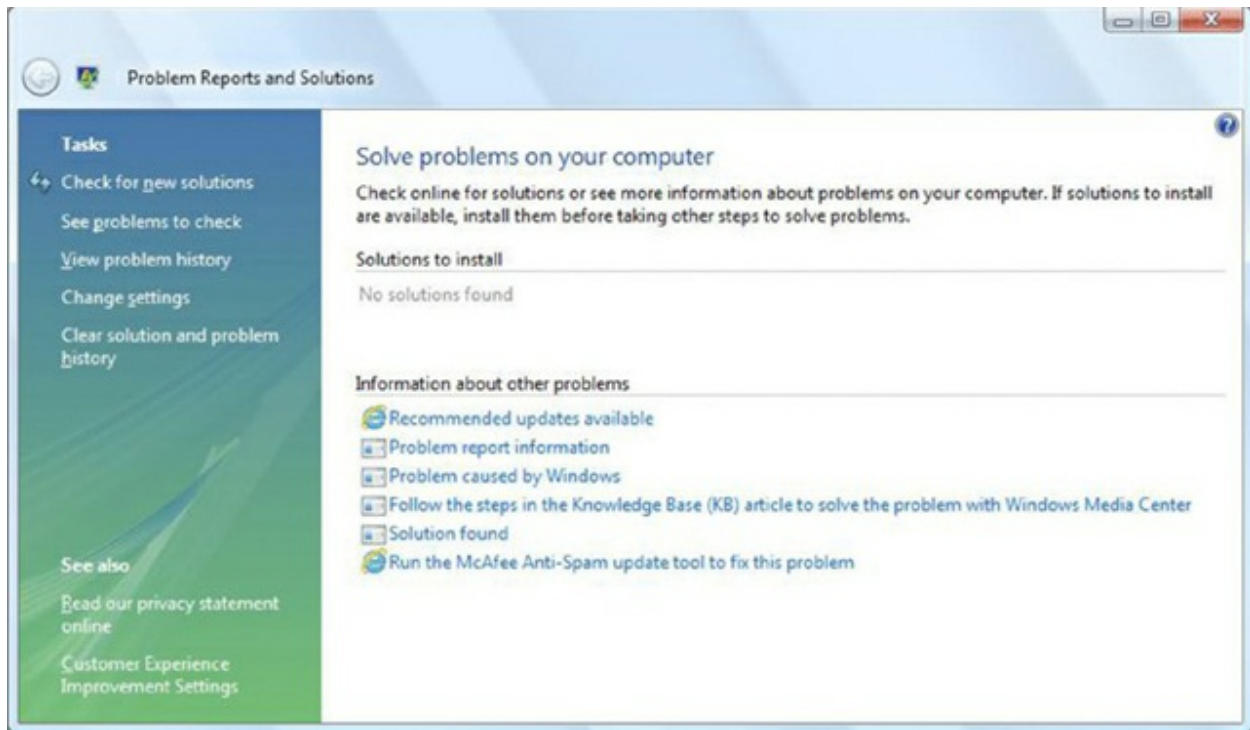 Problem Reports and Solutions
Tasks
Check for new solutions
See problems to check
View problem history
Change settings
Clear solution and problem
history
See also
Read our privacy statement
online
Customer Experience
Improvement Settings
Solve problems on your computer
Check online for solutions or see more information about problems on your computer. If solutions to install
are available, install them before taking other steps to solve problems.
Solutions to install
No solutions found
Information about other problems
Recommended updates available
Problem report information
Problem caused by Windows
Follow the steps in the Knowledge Base (KB) article to solve the problem with Windows Media Center
Solution found
Run the McAfee Anti-Spam update tool to fix this problem